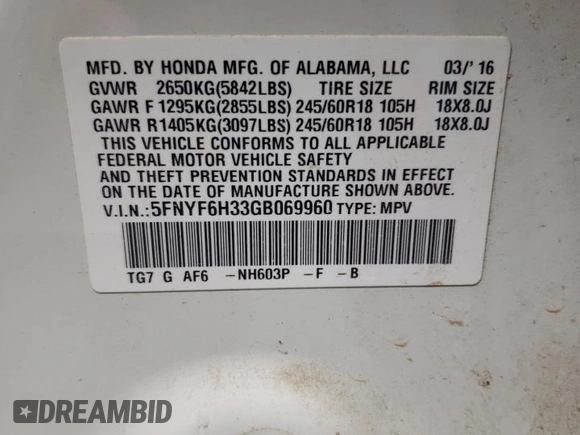 MFD. BY HONDA MFG. OF ALABAMA, LLC 03/'16
GVWR 2650KG(5842LBS) TIRE SIZE RIM SIZE
GAWR F 1295KG(2855LBS) 245/60R18 105H 18X8.0J
GAWR R 1405KG(3097LBS) 245/60R18 105H 18X8.0J
THIS VEHICLE CONFORMS TO ALL APPLICABLE
FEDERAL MOTOR VEHICLE SAFETY
AND THEFT PREVENTION STANDARDS IN EFFECT
ON THE DATE OF MANUFACTURE SHOWN ABOVE.
V.I.N.:5FNYF6H33GB069960 TYPE: MPV
TG7 G AF6 -NH603P -F -B
DREAMBID